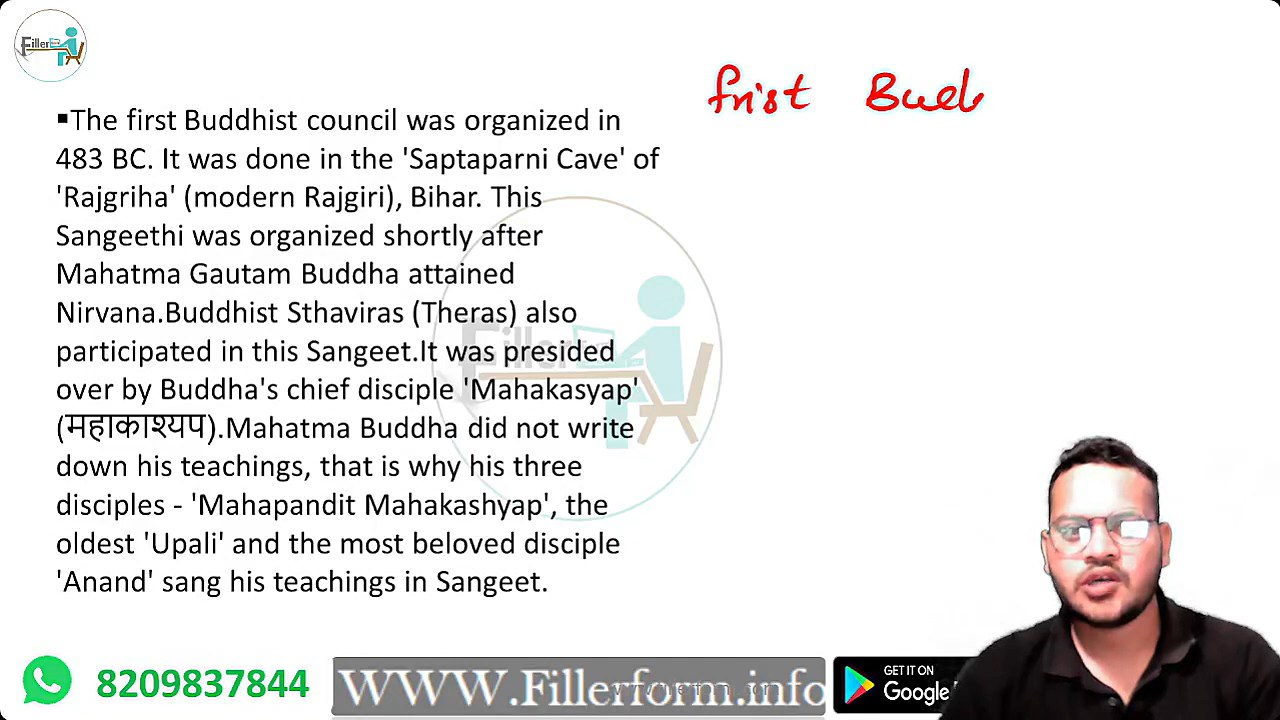 Filler
frist Bud
▪The first Buddhist council was organized in
483 BC. It was done in the 'Saptaparni Cave' of
'Rajgriha' (modern Rajgiri), Bihar. This
Sangeethi was organized shortly after
Mahatma Gautam Buddha attained
Nirvana.Buddhist Sthaviras (Theras) also
participated in this Sangeet.It was presided
over by Buddha's chief disciple 'Mahakasyap'
(महाकाश्यप).Mahatma Buddha did not write
down his teachings, that is why his three
disciples - 'Mahapandit Mahakashyap', the
oldest 'Upali' and the most beloved disciple
'Anand' sang his teachings in Sangeet.
8209837844
WWW.Fillerform.info
GET IT ON
Google